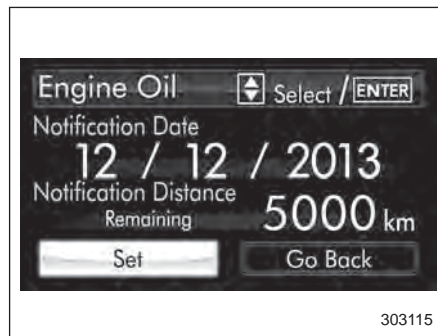 Engine Oil Select / ENTER
Notification Date
12 / 12 / 2013
Notification Distance
Remaining 5000 km
Set Go Back
303115